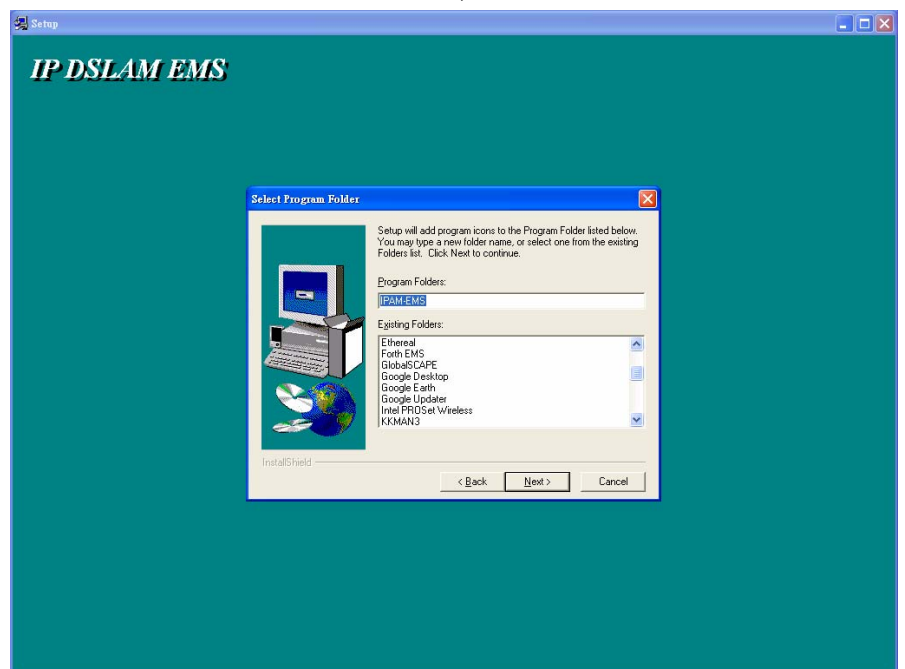 Setup
IP DSLAM EMS
Select Program Folder
Setup will add program icons to the Program Folder listed below.
You may type a new folder name, or select one from the existing
Folders list. Click Next to continue.
Program Folders:
IPAM-EMS
Existing Folders:
Ethereal
Forth EMS
GlobalSCAPE
Google Desktop
Google Earth
Google Updater
Intel PROSet Wireless
KKMAN3
InstallShield
< Back
Next >
Cancel